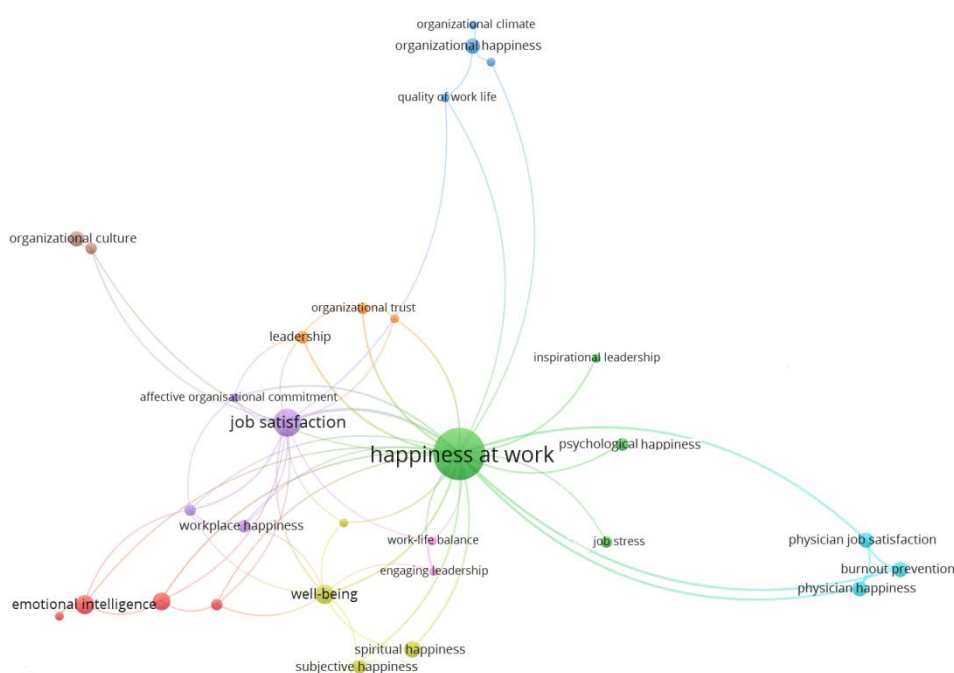 organizational climate
organizational happiness
quality of work life
organizational culture
organizational trust
leadership
inspirational leadership
affective organisational commitment
job satisfaction
psychological happiness
happiness at work
workplace happiness
work-life balance
job stress
physician job satisfaction
engaging leadership
burnout prevention
physician happiness
well-being
emotional intelligence
spiritual happiness
subjective happiness